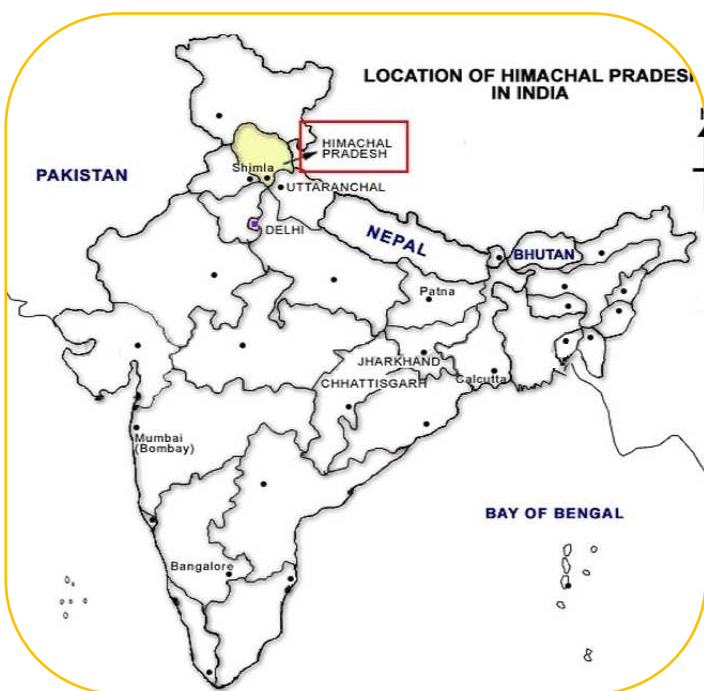 LOCATION OF HIMACHAL PRADESH
IN INDIA
HIMACHAL
PRADESH
Shimla
PAKISTAN
UTTARANCHAL
DELHI
NEPAL
BHUTAN
Patna
JHARKHAND
CHHATTISGARH
Calcutta
Mumbai
(Bombay)
BAY OF BENGAL
Bangalore